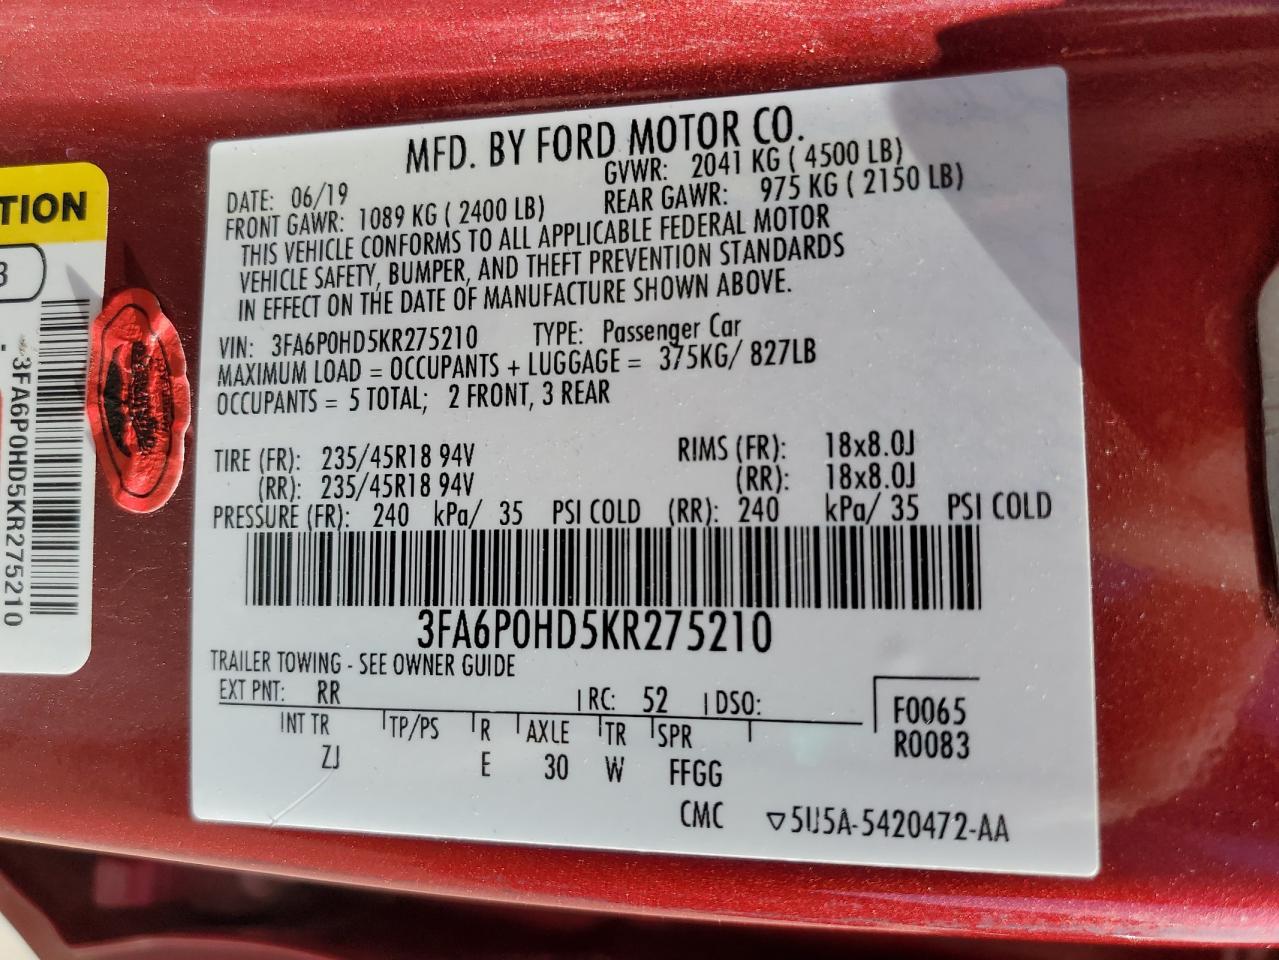 MFD. BY FORD MOTOR CO.
DATE: 06/19 GVWR: 2041 KG ( 4500 LB)
FRONT GAWR: 1089 KG ( 2400 LB) REAR GAWR: 975 KG ( 2150 LB)
THIS VEHICLE CONFORMS TO ALL APPLICABLE FEDERAL MOTOR
VEHICLE SAFETY, BUMPER, AND THEFT PREVENTION STANDARDS
IN EFFECT ON THE DATE OF MANUFACTURE SHOWN ABOVE.
VIN: 3FA6P0HD5KR275210 TYPE: Passenger Car
MAXIMUM LOAD = OCCUPANTS + LUGGAGE = 375KG/ 827LB
OCCUPANTS = 5 TOTAL; 2 FRONT, 3 REAR
TIRE (FR): 235/45R18 94V RIMS (FR): 18x8.0J
(RR): 235/45R18 94V (RR): 18x8.0J
PRESSURE (FR): 240 kPa/ 35 PSI COLD (RR): 240 kPa/ 35 PSI COLD
3FA6P0HD5KR275210
TRAILER TOWING - SEE OWNER GUIDE
EXT PNT: RR RC: 52 DSO:
F0065
INT TR TP/PS R AXLE TR SPR
R0083
ZJ E 30 W FFGG
CMC ▽5U5A-5420472-AA
TION
3
3FA6P0HD5KR275210